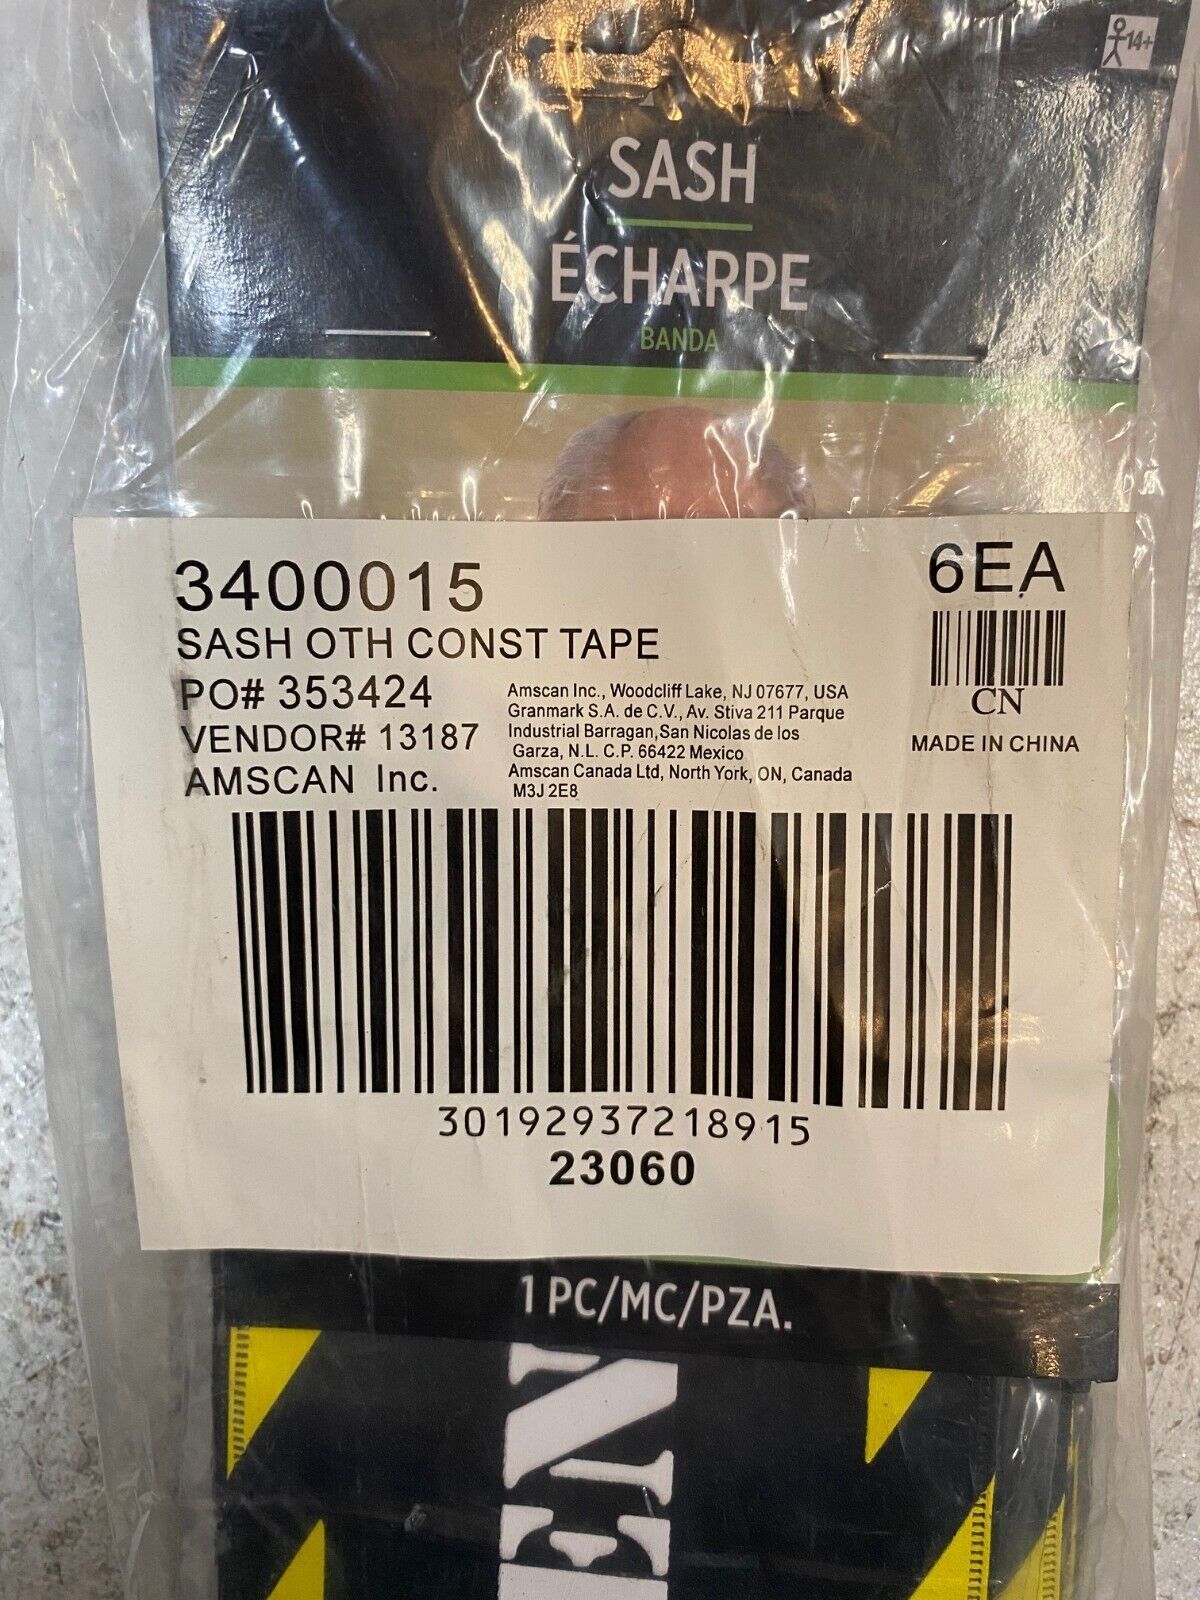 14+
SASH
ÉCHARPE
BANDA
3400015
6EA
SASH OTH CONST TAPE
CN
PO# 353424
VENDOR# 13187
AMSCAN Inc.
Amscan Inc., Woodcliff Lake, NJ 07677, USA
Granmark S.A. de C.V., Av. Stiva 211 Parque
Industrial Barragan,San Nicolas de los
Garza, N.L. C.P. 66422 Mexico
Amscan Canada Ltd, North York, ON, Canada
M3J 2E8
MADE IN CHINA
30192937218915
23060
1 PC/MC/PZA.
EN